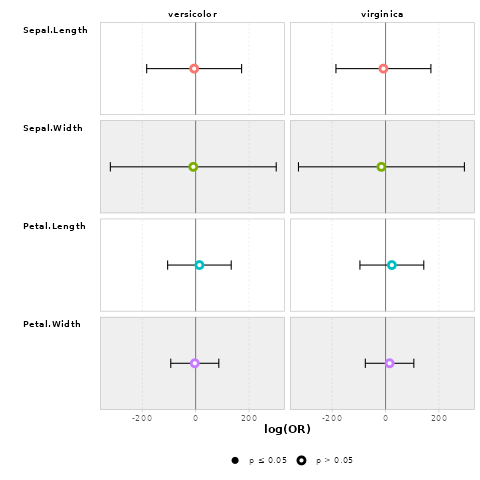 versicolor virginica
Sepal.Length
Sepal.Width
Petal.Length
Petal.Width
-200 0 200 -200 0 200
log(OR)
p ≤ 0.05 p > 0.05